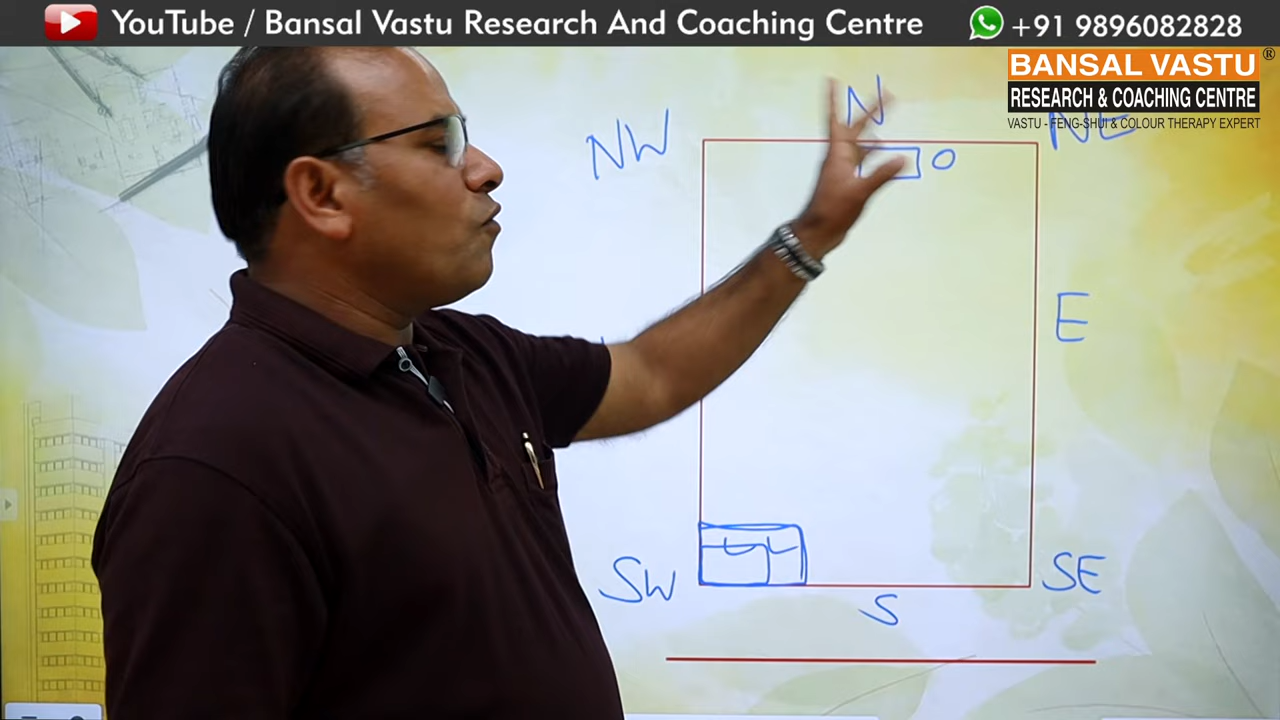 YouTube / Bansal Vastu Research And Coaching Centre
+91 9896082828
BANSAL VASTU®
RESEARCH & COACHING CENTRE
VASTU - FENG-SHUI & COLOUR THERAPY EXPERT
N
NW
NE
O
E
SW
SE
S